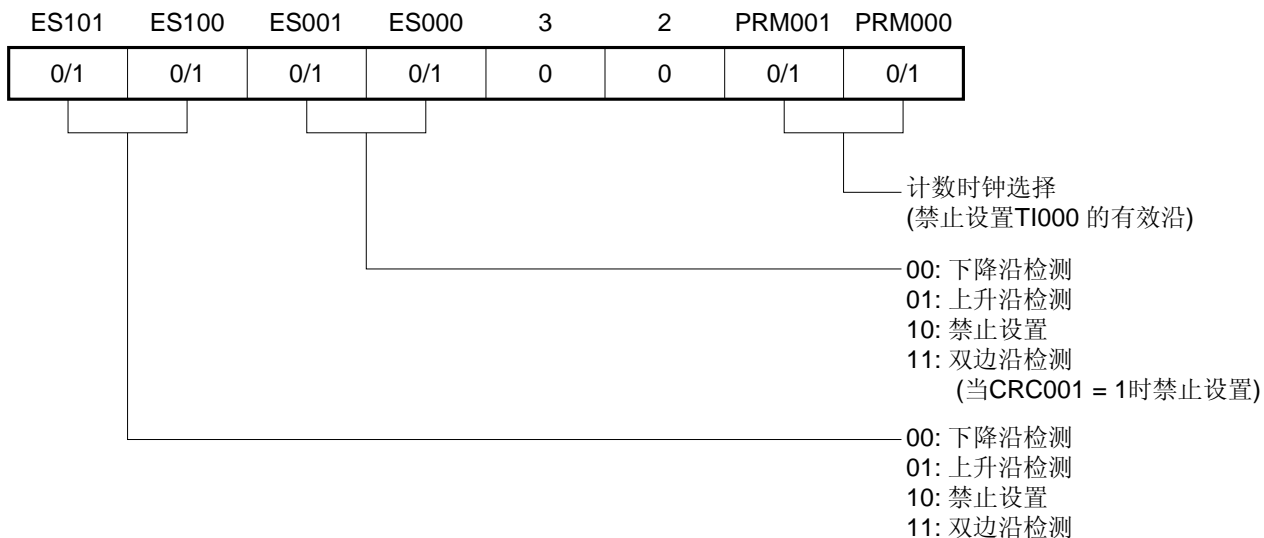 ES101 ES100 ES001 ES000 3 2 PRM001 PRM000
0/1 0/1 0/1 0/1 0 0 0/1 0/1
计数时钟选择
(禁止设置TI000 的有效沿)
00: 下降沿检测
01: 上升沿检测
10: 禁止设置
11: 双边沿检测
(当CRC001 = 1时禁止设置)
00: 下降沿检测
01: 上升沿检测
10: 禁止设置
11: 双边沿检测